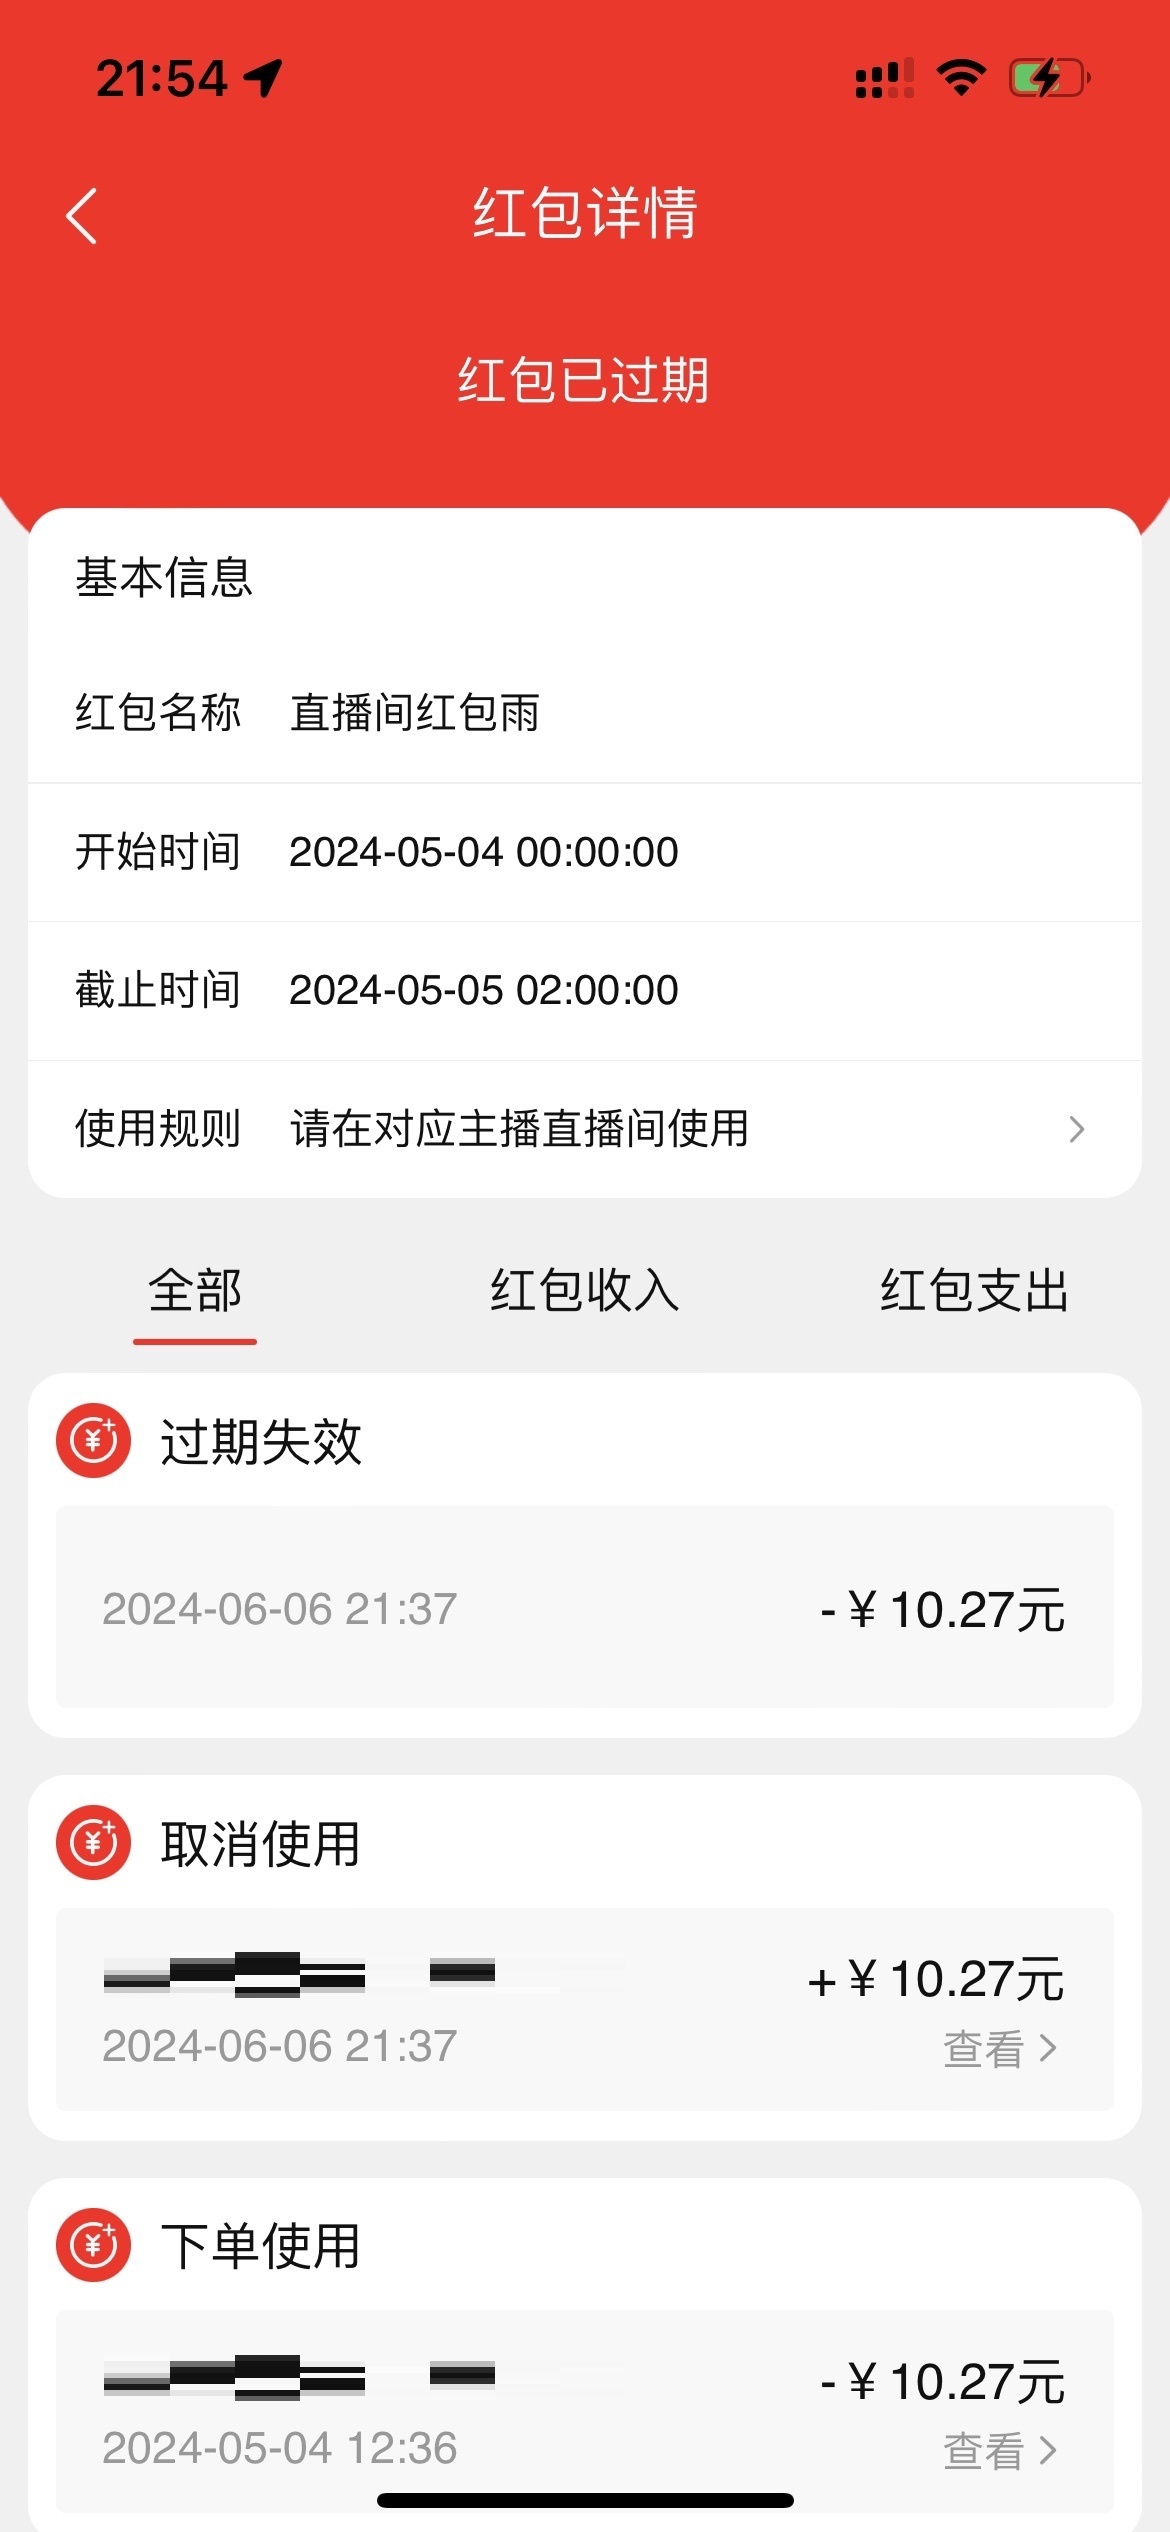 21:54
红包详情
红包已过期
基本信息
红包名称 直播间红包雨
开始时间 2024-05-04 00:00:00
截止时间 2024-05-05 02:00:00
使用规则 请在对应主播直播间使用
全部 红包收入 红包支出
过期失效
2024-06-06 21:37 -¥10.27元
取消使用
+¥10.27元
2024-06-06 21:37 查看
下单使用
-¥10.27元
2024-05-04 12:36 查看